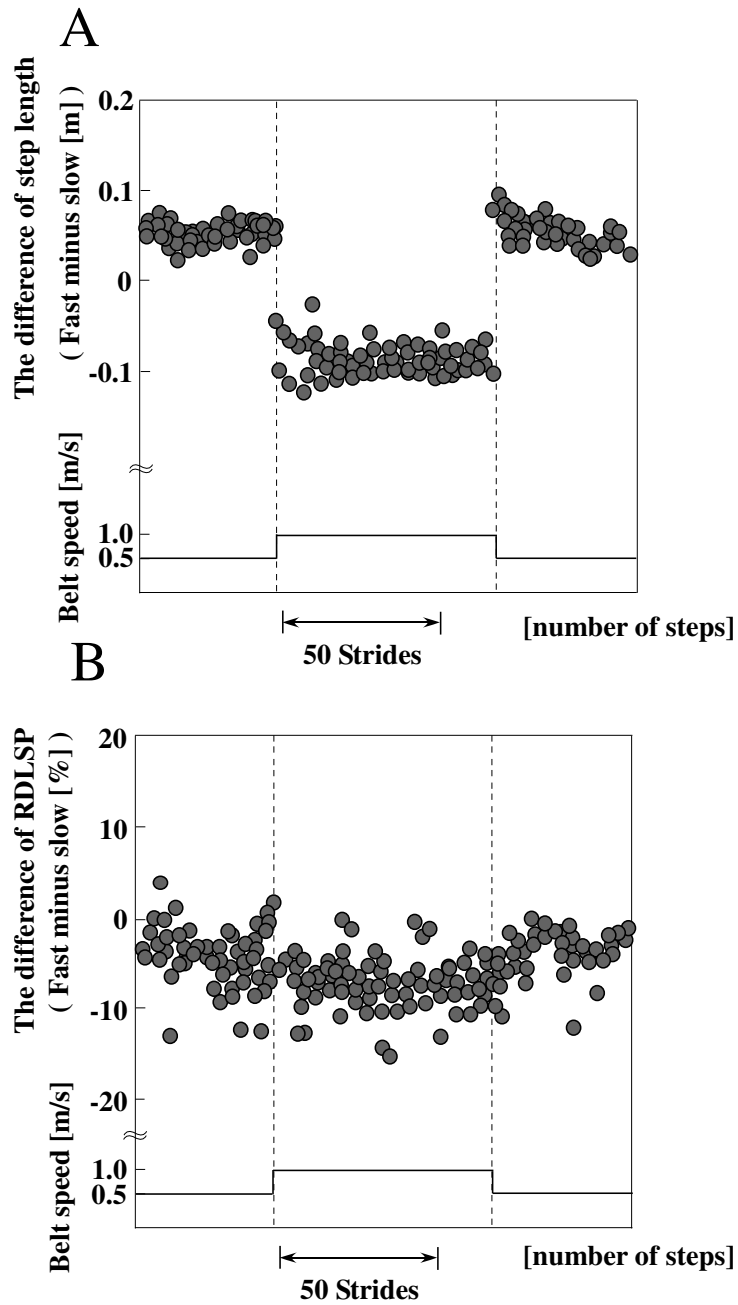 A
The difference of step length
( Fast minus slow [m] )
0.2
0.1
0
-0.1
Belt speed [m/s]
1.0
0.5
50 Strides
[number of steps]
B
The difference of RDLSP
( Fast minus slow [%] )
20
10
0
-10
-20
Belt speed [m/s]
1.0
0.5
50 Strides
[number of steps]